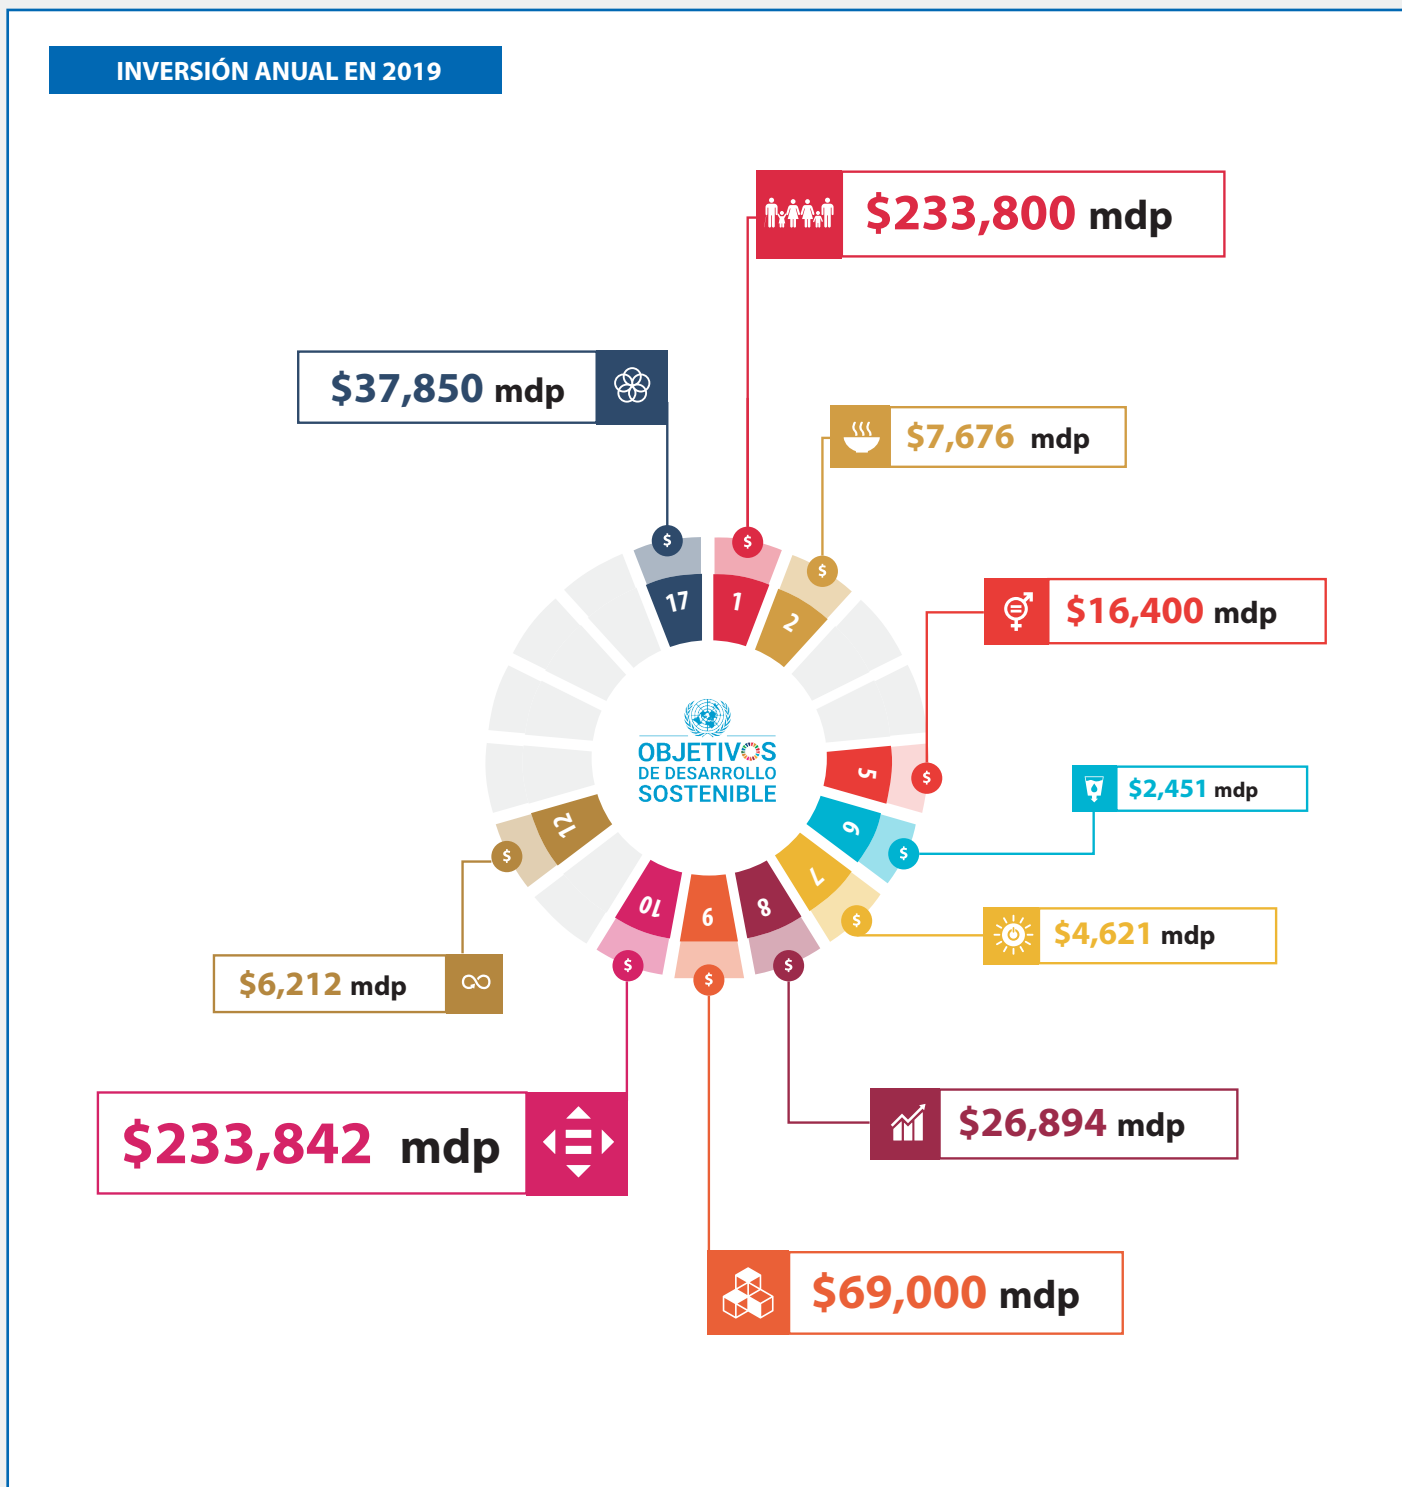 INVERSIÓN ANUAL EN 2019
$233,800 mdp
$37,850 mdp
$7,676 mdp
$16,400 mdp
$2,451 mdp
$4,621 mdp
$26,894 mdp
$69,000 mdp
$233,842 mdp
$6,212 mdp
$
$
$
$
$
$
$
$
$
$
17
1
2
5
6
7
8
9
10
12
OBJETIVOS
DE DESARROLLO
SOSTENIBLE